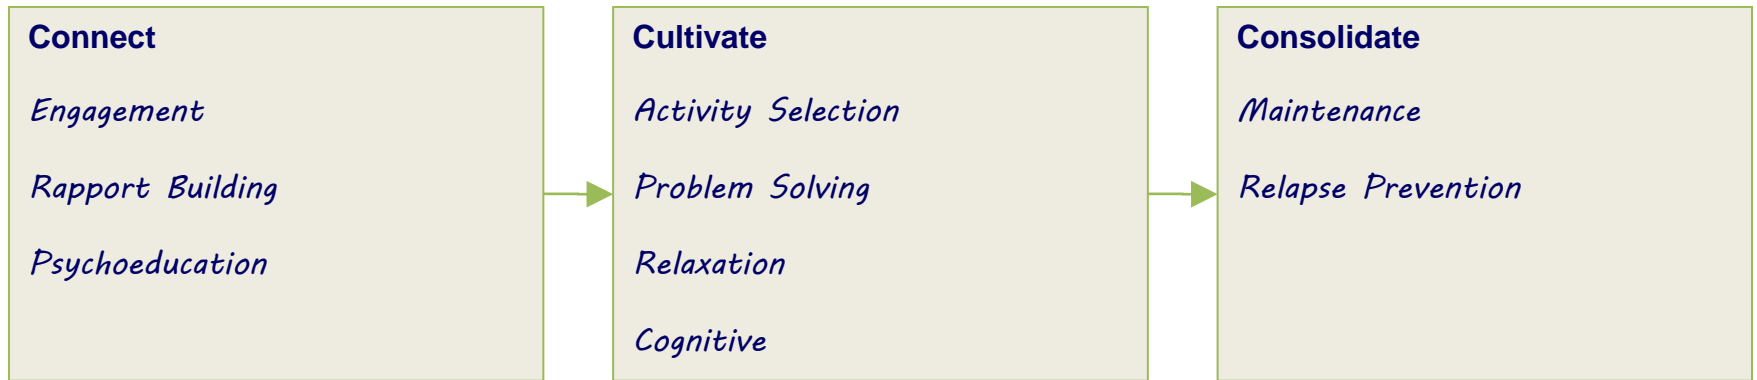 Connect
Engagement
Rapport Building
Psychoeducation
Cultivate
Activity Selection
Problem Solving
Relaxation
Cognitive
Consolidate
Maintenance
Relapse Prevention